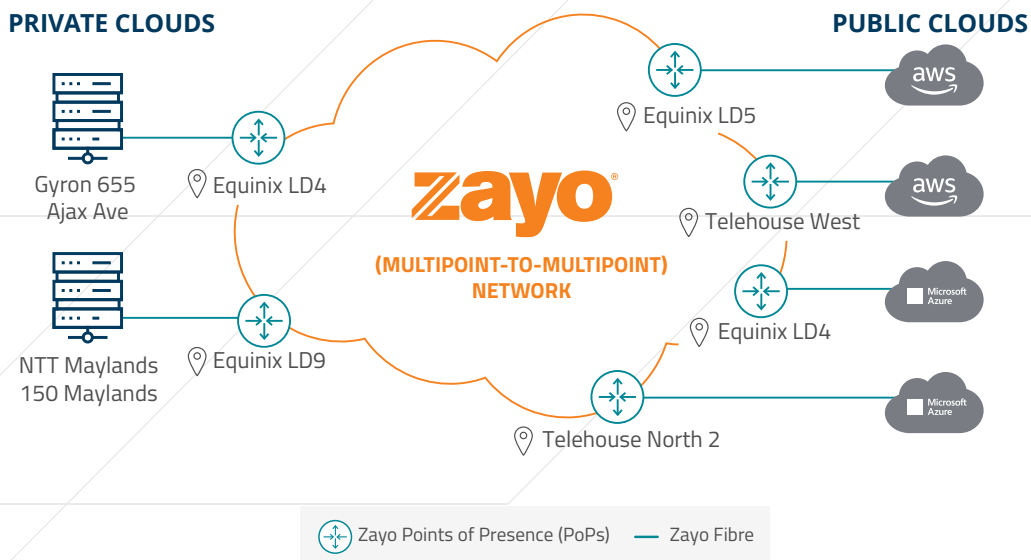 PRIVATE CLOUDS
PUBLIC CLOUDS
aws
Equinix LD5
Gyron 655
Ajax Ave
Equinix LD4
zayo®
aws
Telehouse West
(MULTIPOINT-TO-MULTIPOINT)
NETWORK
Microsoft
Azure
Equinix LD4
NTT Maylands
150 Maylands
Equinix LD9
Microsoft
Azure
Telehouse North 2
Zayo Points of Presence (PoPs)
Zayo Fibre